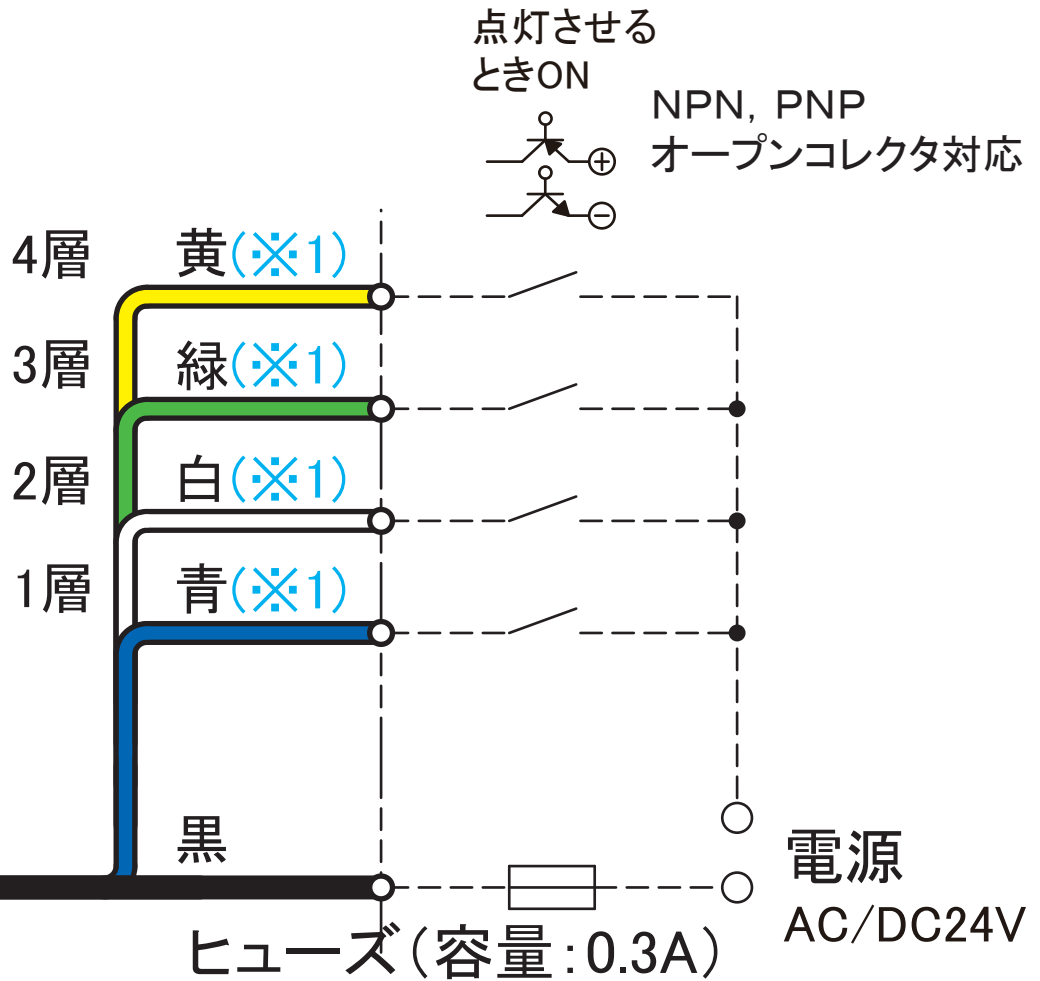 点灯させる
ときON
NPN, PNP
オープンコレクタ対応
4層 黄(※1)
3層 緑(※1)
2層 白(※1)
1層 青(※1)
黒
電源
AC/DC24V
ヒューズ(容量:0.3A)